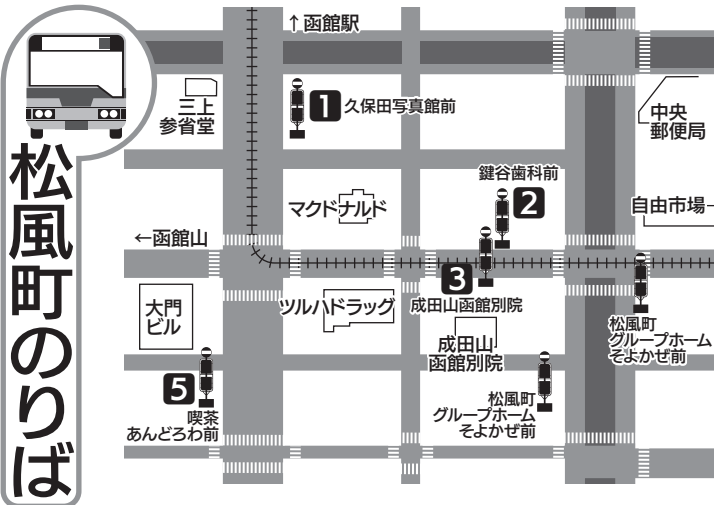 松風町のりば
↑函館駅
三上
参省堂
1 久保田写真館前
中央
郵便局
鍵谷歯科前
2
マクドナルド
自由市場
←函館山
3
成田山函館別院
大門
ビル
ツルハドラッグ
成田山
函館別院
松風町
グループホーム
そよかぜ前
5
喫茶
あんどろわ前
松風町
グループホーム
そよかぜ前